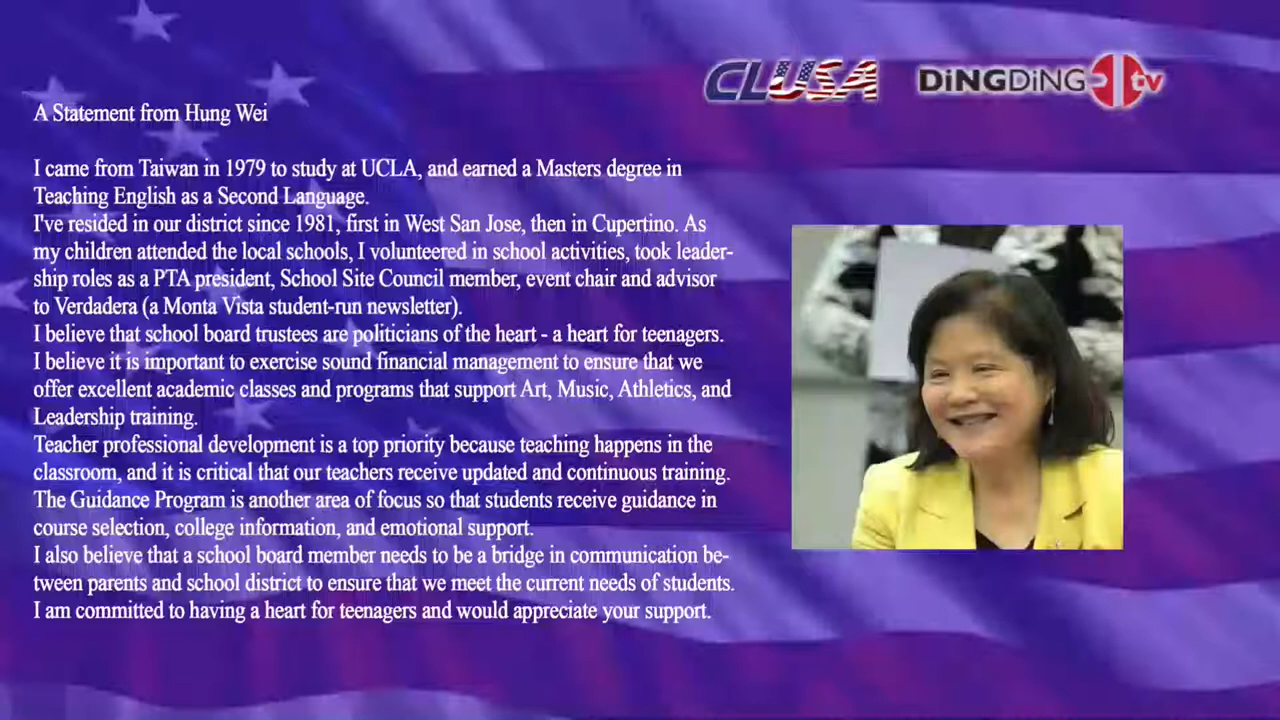 CLUSA
DiNGDiNG tv
A Statement from Hung Wei
I came from Taiwan in 1979 to study at UCLA, and earned a Masters degree in
Teaching English as a Second Language.
I've resided in our district since 1981, first in West San Jose, then in Cupertino. As
my children attended the local schools, I volunteered in school activities, took leader-
ship roles as a PTA president, School Site Council member, event chair and advisor
to Verdadera (a Monta Vista student-run newsletter).
I believe that school board trustees are politicians of the heart - a heart for teenagers.
I believe it is important to exercise sound financial management to ensure that we
offer excellent academic classes and programs that support Art, Music, Athletics, and
Leadership training.
Teacher professional development is a top priority because teaching happens in the
classroom, and it is critical that our teachers receive updated and continuous training.
The Guidance Program is another area of focus so that students receive guidance in
course selection, college information, and emotional support.
I also believe that a school board member needs to be a bridge in communication be-
tween parents and school district to ensure that we meet the current needs of students.
I am committed to having a heart for teenagers and would appreciate your support.